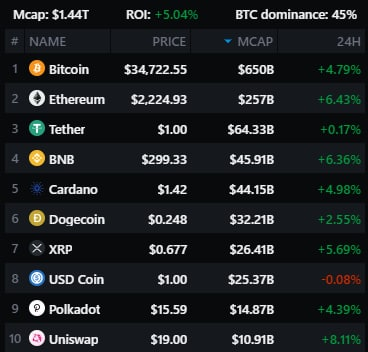 Mcap: $1.44T ROI: +5.04% BTC dominance: 45%
# NAME PRICE MCAP 24H
1 Bitcoin $34,722.55 $650B +4.79%
2 Ethereum $2,224.93 $257B +6.43%
3 Tether $1.00 $64.33B +0.17%
4 BNB $299.33 $45.91B +6.36%
5 Cardano $1.42 $44.15B +4.98%
6 Dogecoin $0.248 $32.21B +2.55%
7 XRP $0.677 $26.41B +5.69%
8 USD Coin $1.00 $25.37B -0.08%
9 Polkadot $15.59 $14.87B +4.39%
10 Uniswap $19.00 $10.91B +8.11%